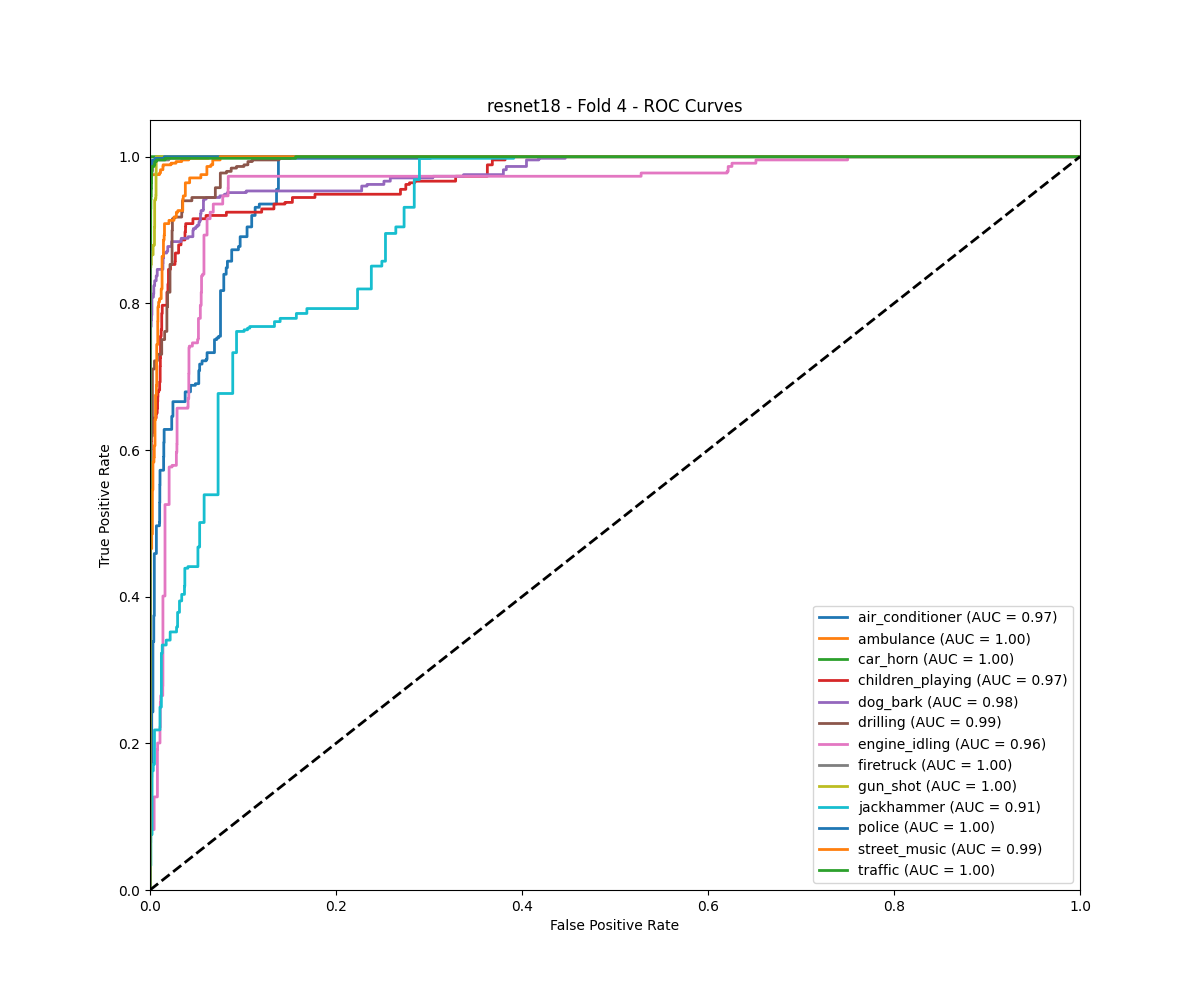 resnet18 - Fold 4 - ROC Curves
1.0
0.8
0.6
0.4
0.2
0.0
True Positive Rate
air_conditioner (AUC = 0.97)
ambulance (AUC = 1.00)
car_horn (AUC = 1.00)
children_playing (AUC = 0.97)
dog_bark (AUC = 0.98)
drilling (AUC = 0.99)
engine_idling (AUC = 0.96)
firetruck (AUC = 1.00)
gun_shot (AUC = 1.00)
jackhammer (AUC = 0.91)
police (AUC = 1.00)
street_music (AUC = 0.99)
traffic (AUC = 1.00)
0.0 0.2 0.4 0.6 0.8 1.0
False Positive Rate